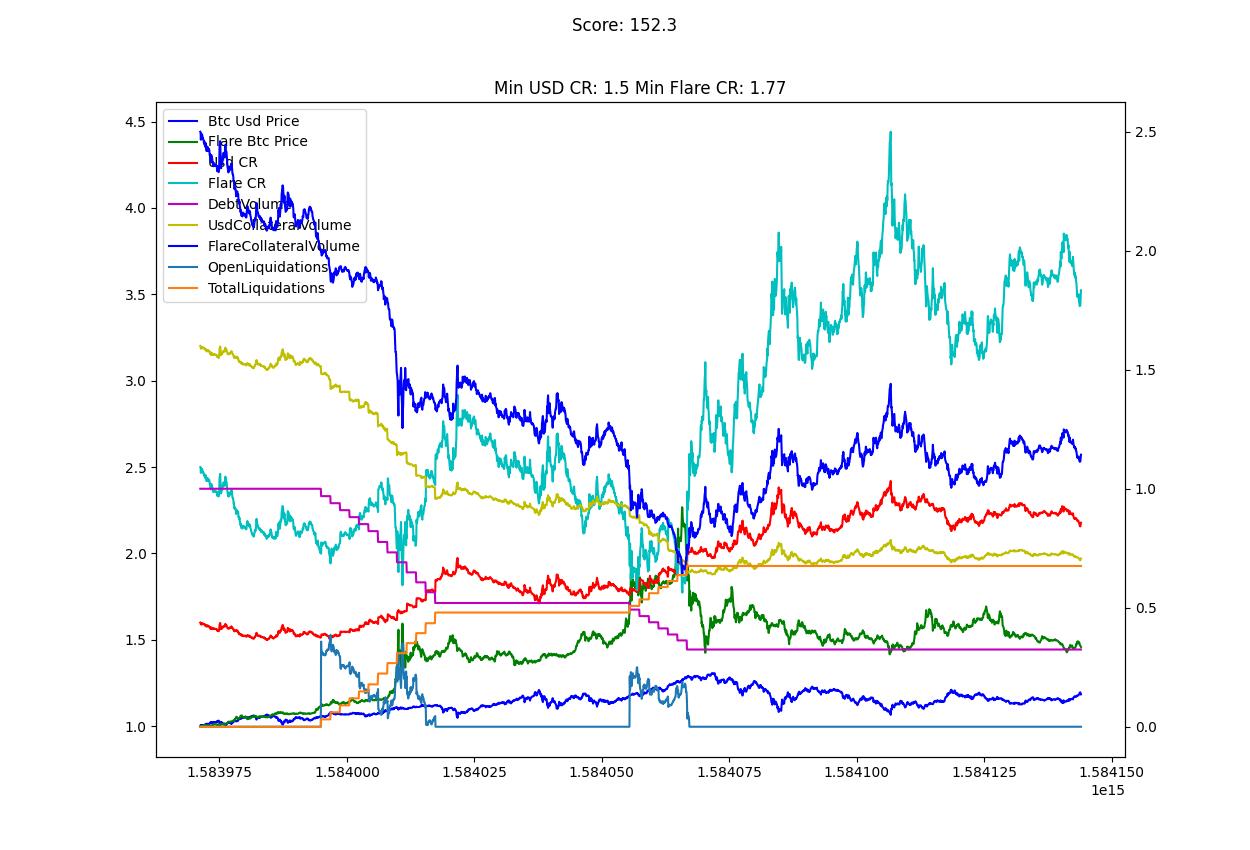 Score: 152.3
Min USD CR: 1.5 Min Flare CR: 1.77
Btc Usd Price
Flare Btc Price
Usd CR
Flare CR
DebtVolume
UsdCollateralVolume
FlareCollateralVolume
OpenLiquidations
TotalLiquidations
4.5
4.0
3.5
3.0
2.5
2.0
1.5
1.0
2.5
2.0
1.5
1.0
0.5
0.0
1.583975
1.584000
1.584025
1.584050
1.584075
1.584100
1.584125
1.584150
1e15